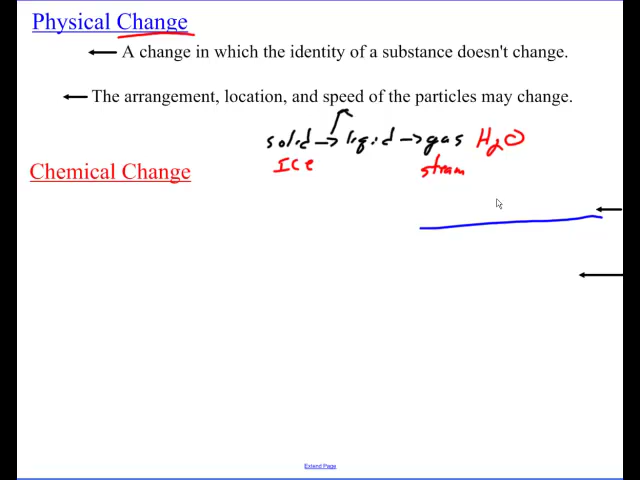 Physical Change
A change in which the identity of a substance doesn't change.
The arrangement, location, and speed of the particles may change.
solid → liquid → gas H₂O
ICe steam
Chemical Change
Extend Page